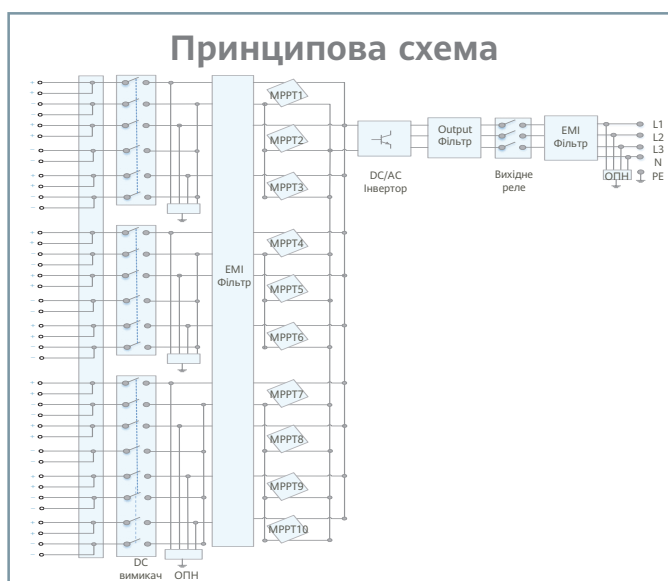 Принципова схема
MPPT1
MPPT2
MPPT3
MPPT4
MPPT5
MPPT6
MPPT7
MPPT8
MPPT9
MPPT10
EMI
Фільтр
DC/AC
Інвертор
Output
Фільтр
Вихідне
реле
EMI
Фільтр
ОПН
L1
L2
L3
N
PE
DC
вимикач
ОПН